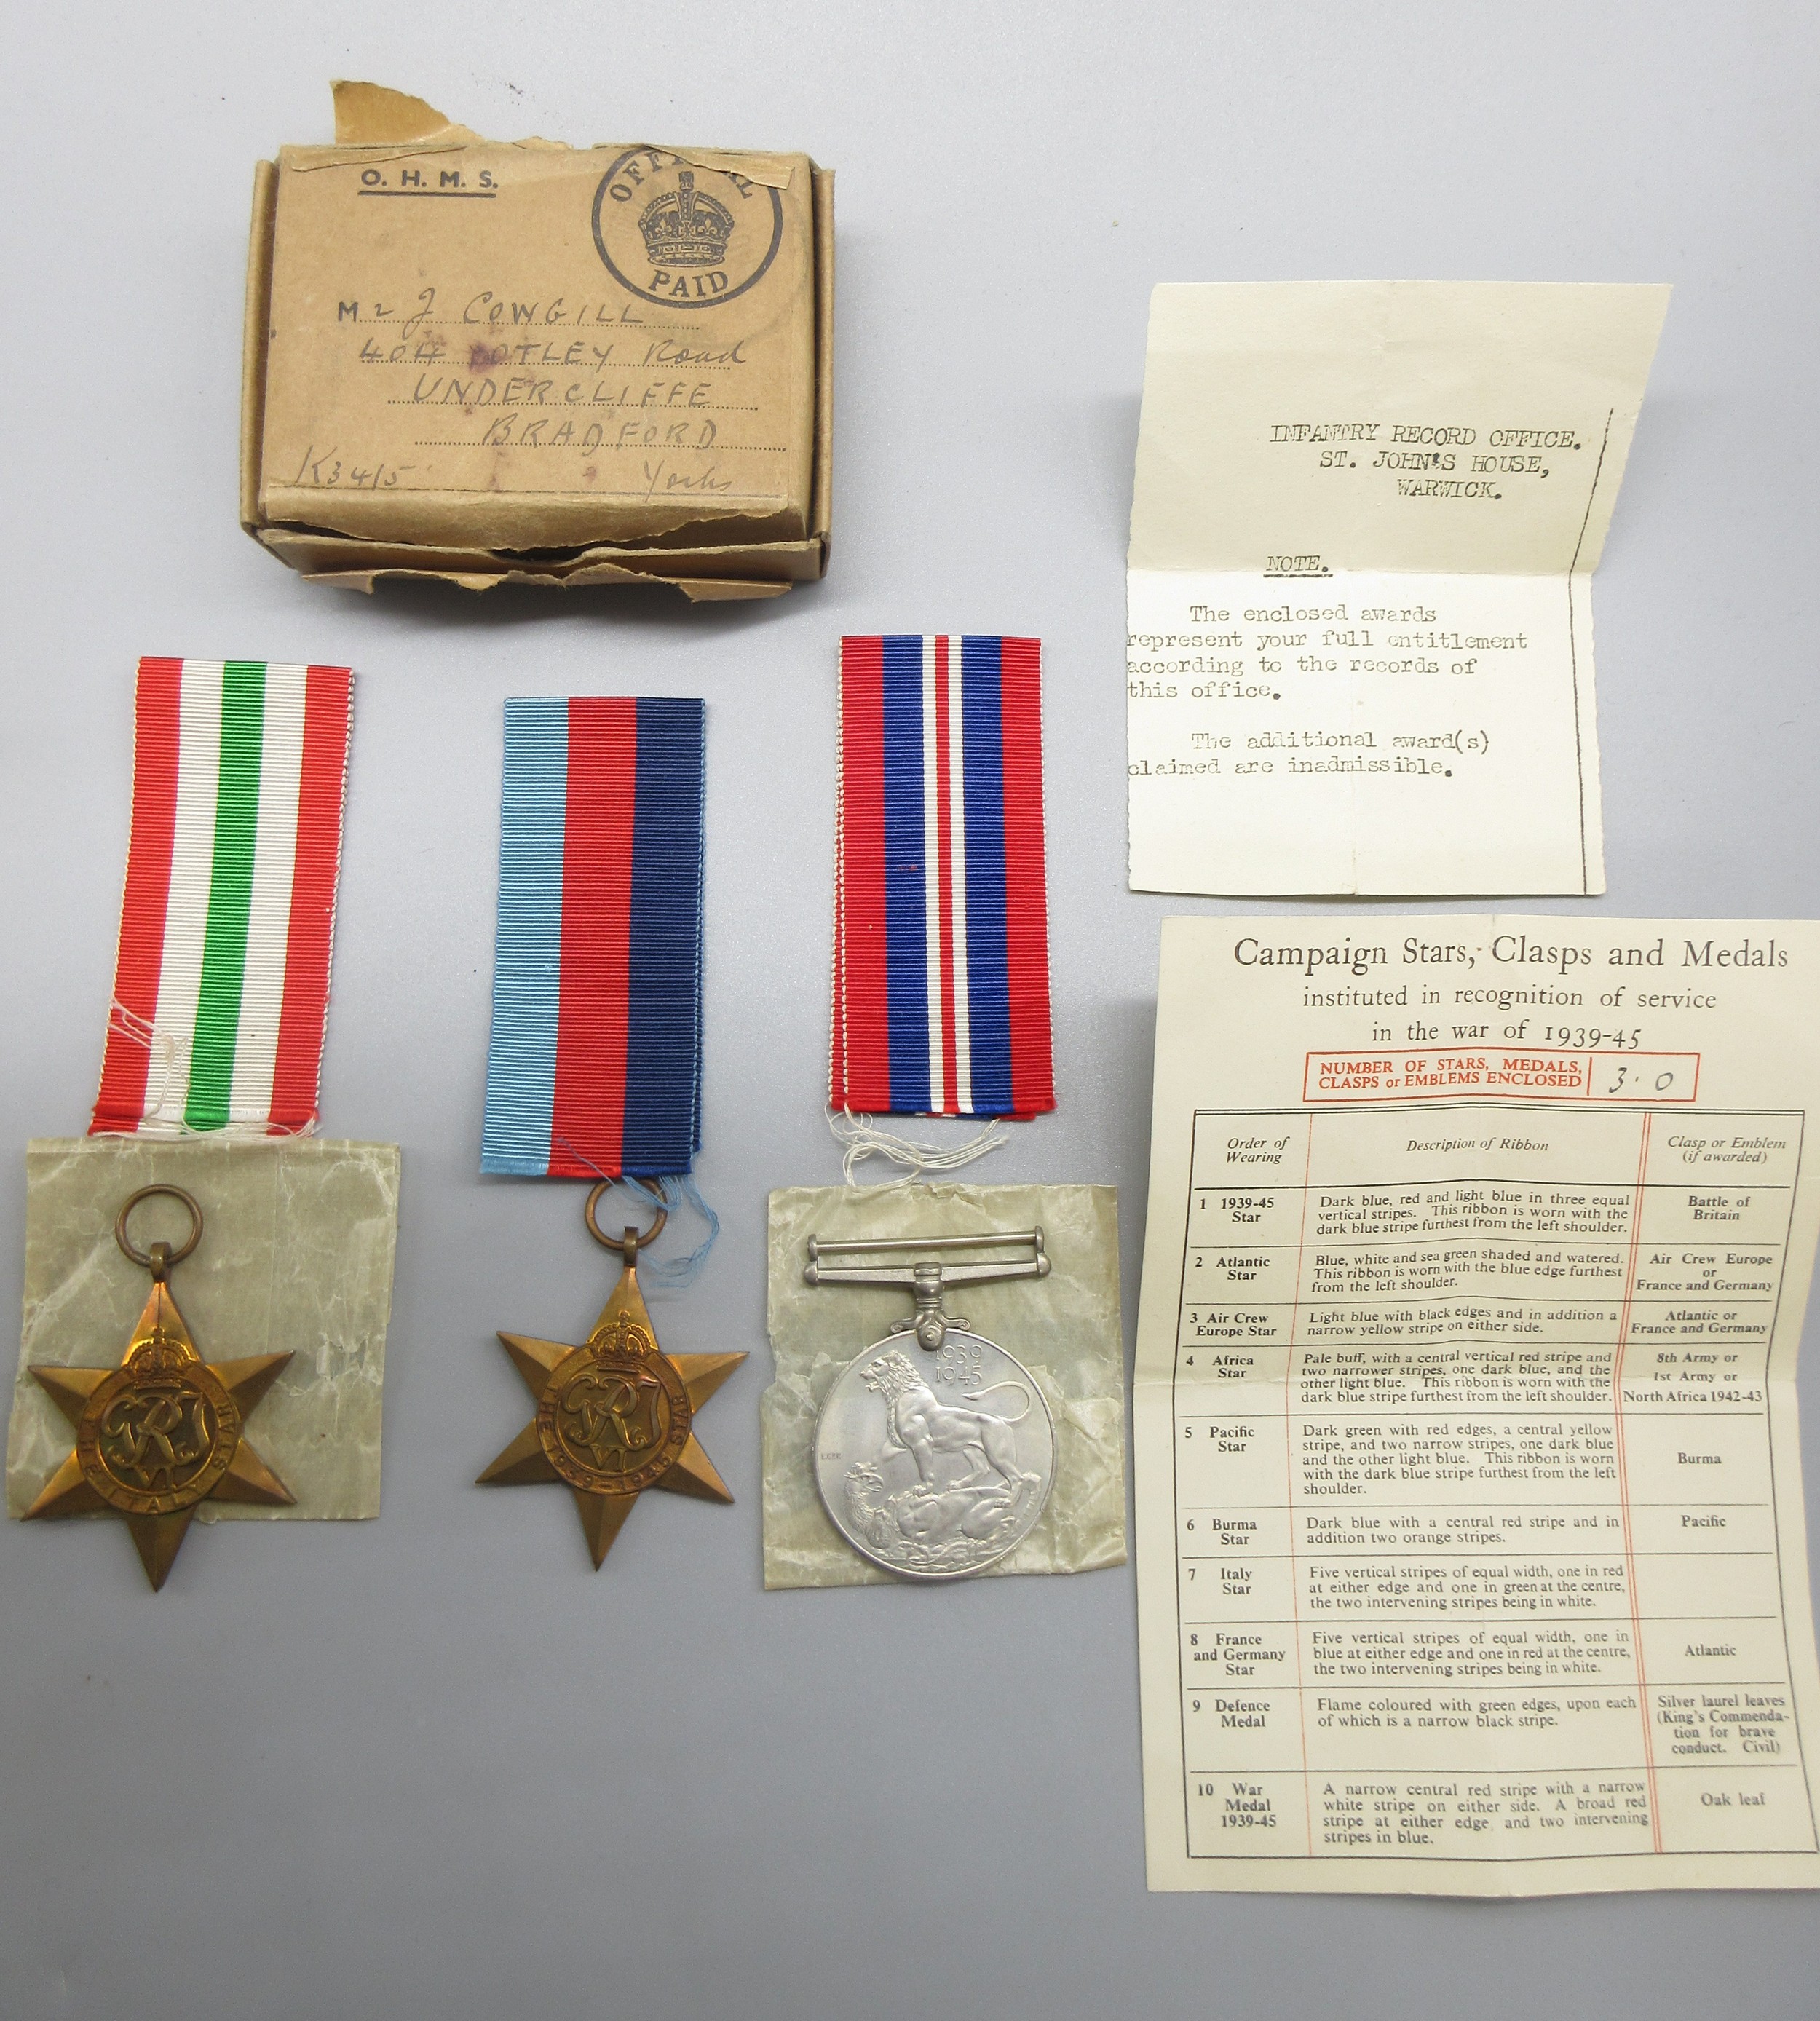 O. H. M. S.
OFFICIAL
PAID
Mr J COWGILL
404 OTLEY Road
UNDERCLIFFE
BRADFORD
K3415 Yorks
INFANTRY RECORD OFFICE.
ST. JOHN'S HOUSE,
WARWICK.
NOTE.
The enclosed awards
represent your full entitlement
according to the records of
this office.
The additional award(s)
claimed are inadmissible.
Campaign Stars, Clasps and Medals
instituted in recognition of service
in the war of 1939-45
NUMBER OF STARS, MEDALS,
CLASPS or EMBLEMS ENCLOSED 3.0
Order of
Wearing
Description of Ribbon
Clasp or Emblem
(if awarded)
1 1939-45
Star
Dark blue, red and light blue in three equal
vertical stripes. This ribbon is worn with the
dark blue stripe furthest from the left shoulder.
Battle of
Britain
2 Atlantic
Star
Blue, white and sea green shaded and watered.
This ribbon is worn with the blue edge furthest
from the left shoulder.
Air Crew Europe
or
France and Germany
3 Air Crew
Europe Star
Light blue with black edges and in addition a
narrow yellow stripe on either side.
Atlantic or
France and Germany
4 Africa
Star
Pale buff, with a central vertical red stripe and
two narrower stripes, one dark blue, and the
other light blue. This ribbon is worn with the
dark blue stripe furthest from the left shoulder.
8th Army or
1st Army or
North Africa 1942-43
5 Pacific
Star
Dark green with red edges, a central yellow
stripe, and two narrow stripes, one dark blue
and the other light blue. This ribbon is worn
with the dark blue stripe furthest from the left
shoulder.
Burma
6 Burma
Star
Dark blue with a central red stripe and in
addition two orange stripes.
Pacific
7 Italy
Star
Five vertical stripes of equal width, one in red
at either edge and one in green at the centre,
the two intervening stripes being in white.
8 France
and Germany
Star
Five vertical stripes of equal width, one in
blue at either edge and one in red at the centre,
the two intervening stripes being in white.
Atlantic
9 Defence
Medal
Flame coloured with green edges, upon each
of which is a narrow black stripe.
Silver laurel leaves
(King's Commenda-
tion for brave
conduct. Civil)
10 War
Medal
1939-45
A narrow central red stripe with a narrow
white stripe on either side. A broad red
stripe at either edge and two intervening
stripes in blue.
Oak leaf
THE ITALY STAR
GRI
VI
THE 1939-1945 STAR
GRI
VI
1939
1945